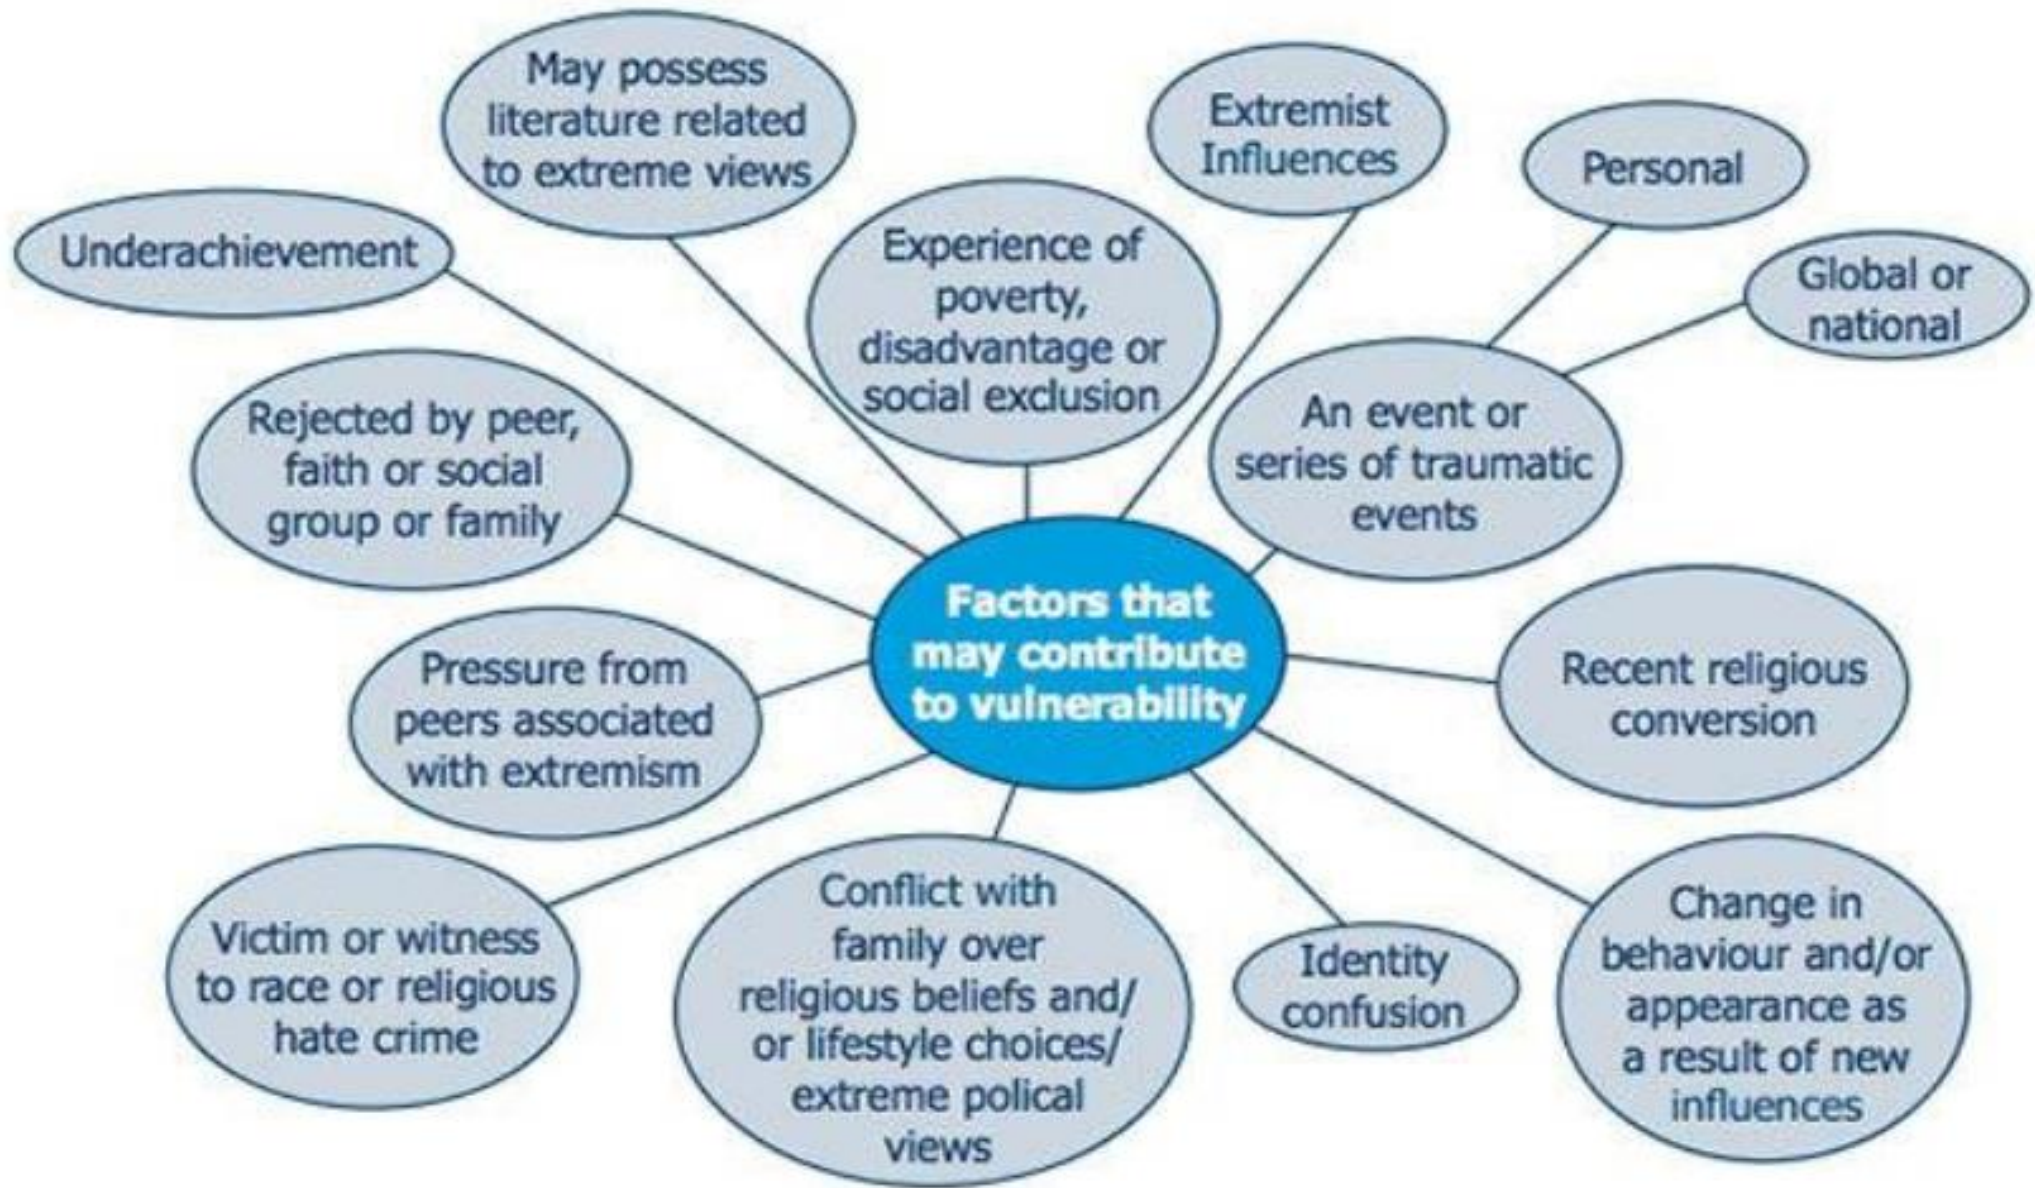 May possess
literature related
to extreme views
Extremist
Influences
Personal
Underachievement
Experience of
poverty,
disadvantage or
social exclusion
Global or
national
Rejected by peer,
faith or social
group or family
An event or
series of traumatic
events
Factors that
may contribute
to vulnerability
Pressure from
peers associated
with extremism
Recent religious
conversion
Victim or witness
to race or religious
hate crime
Conflict with
family over
religious beliefs and/
or lifestyle choices/
extreme polical
views
Identity
confusion
Change in
behaviour and/or
appearance as
a result of new
influences